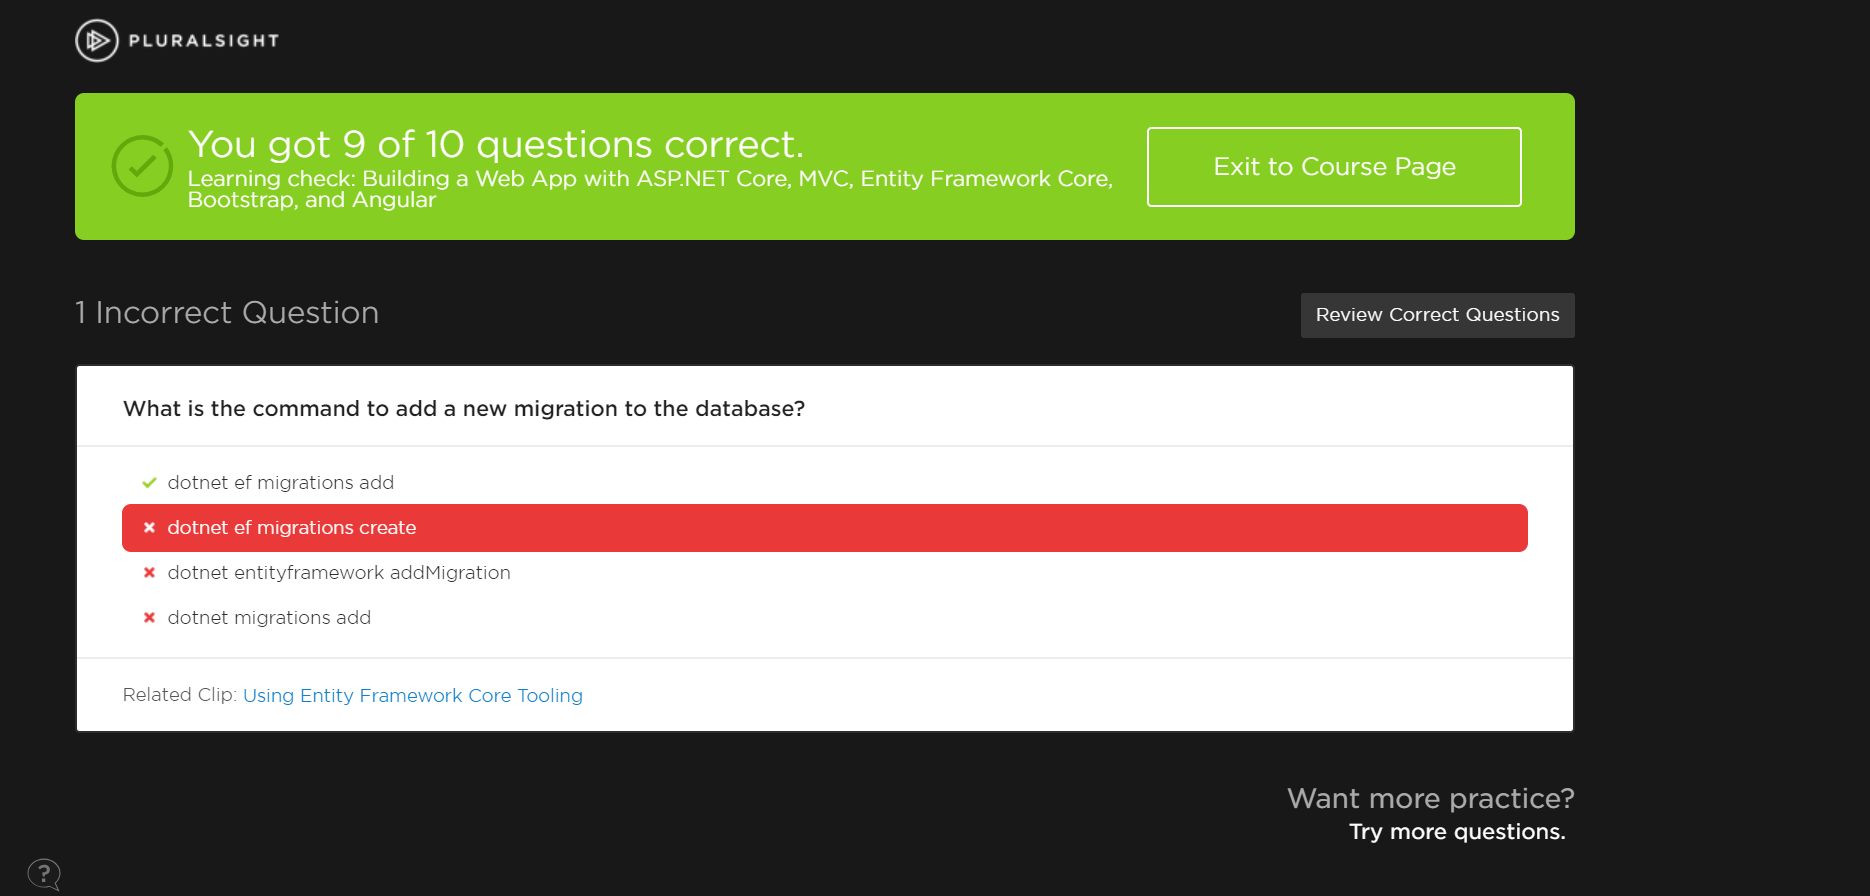 PLURALSIGHT
You got 9 of 10 questions correct.
Learning check: Building a Web App with ASP.NET Core, MVC, Entity Framework Core,
Bootstrap, and Angular
Exit to Course Page
1 Incorrect Question
Review Correct Questions
What is the command to add a new migration to the database?
dotnet ef migrations add
dotnet ef migrations create
dotnet entityframework addMigration
dotnet migrations add
Related Clip: Using Entity Framework Core Tooling
Want more practice?
Try more questions.
?